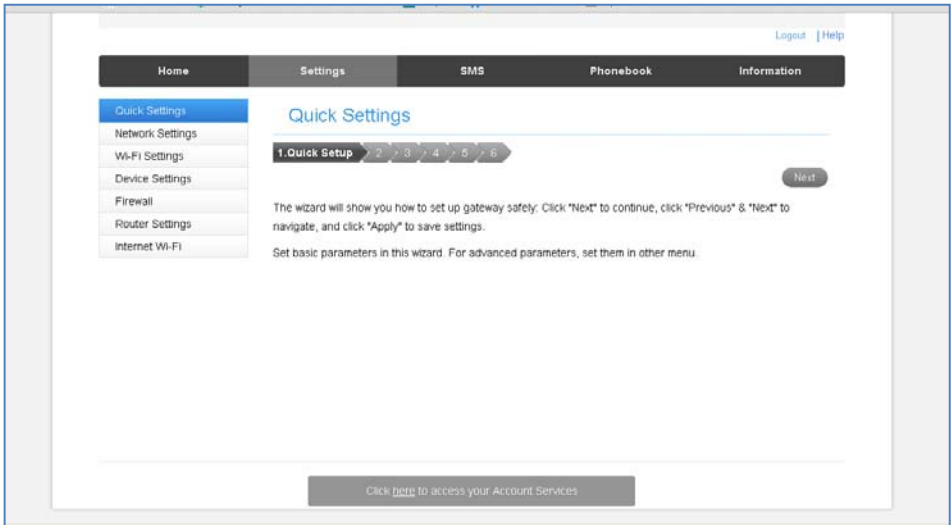 Logout | Help
Home Settings SMS Phonebook Information
Quick Settings
Network Settings
Wi-Fi Settings
Device Settings
Firewall
Router Settings
Internet Wi-Fi
Quick Settings
1.Quick Setup 2 3 4 5 6
Next
The wizard will show you how to set up gateway safely: Click "Next" to continue, click "Previous" & "Next" to
navigate, and click "Apply" to save settings.
Set basic parameters in this wizard. For advanced parameters, set them in other menu.
Click here to access your Account Services